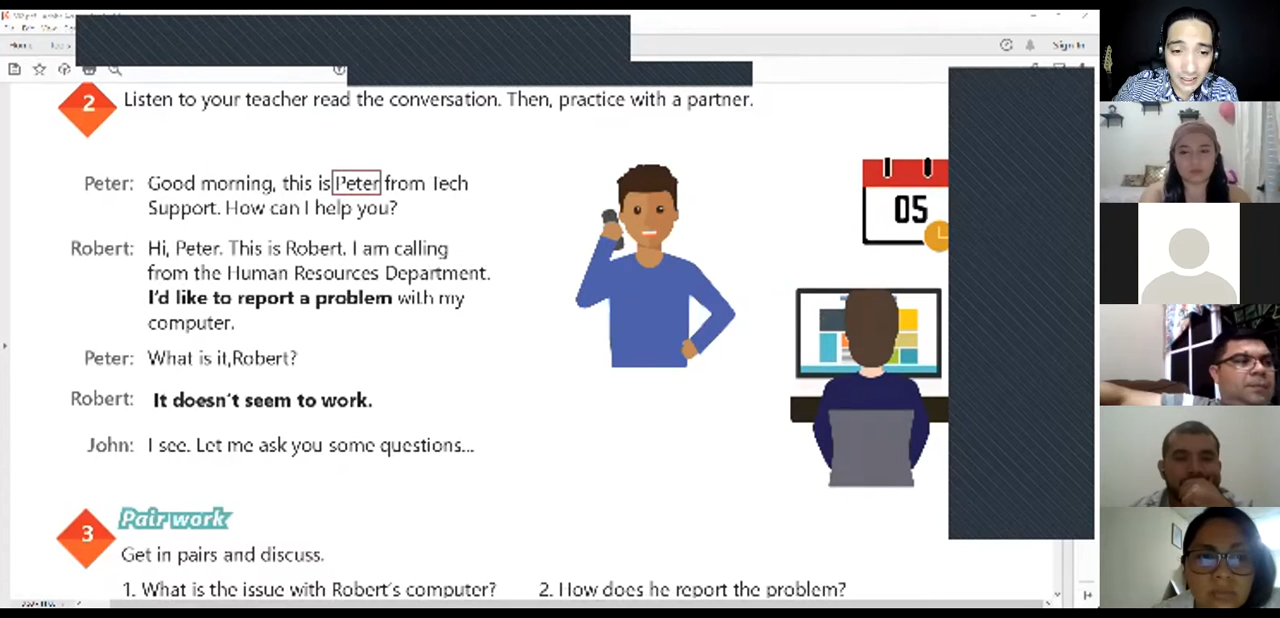 Sign In
2 Listen to your teacher read the conversation. Then, practice with a partner.
Peter: Good morning, this is Peter from Tech
Support. How can I help you?
Robert: Hi, Peter. This is Robert. I am calling
from the Human Resources Department.
I'd like to report a problem with my
computer.
Peter: What is it,Robert?
Robert: It doesn't seem to work.
John: I see. Let me ask you some questions...
05
3 Pair work
Get in pairs and discuss.
1. What is the issue with Robert's computer? 2. How does he report the problem?